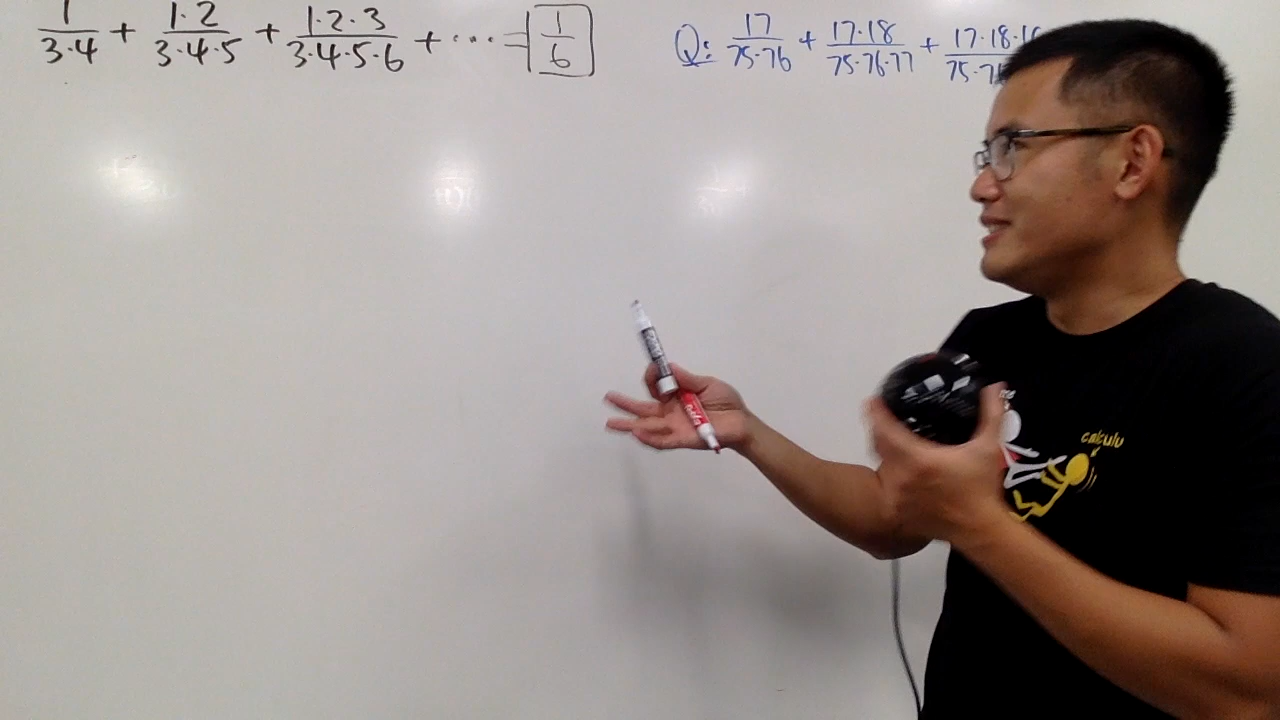 1/(3·4) + (1·2)/(3·4·5) + (1·2·3)/(3·4·5·6) + ··· = 1/6
Q: 17/(75·76) + (17·18)/(75·76·77) + 17·18·
calculu